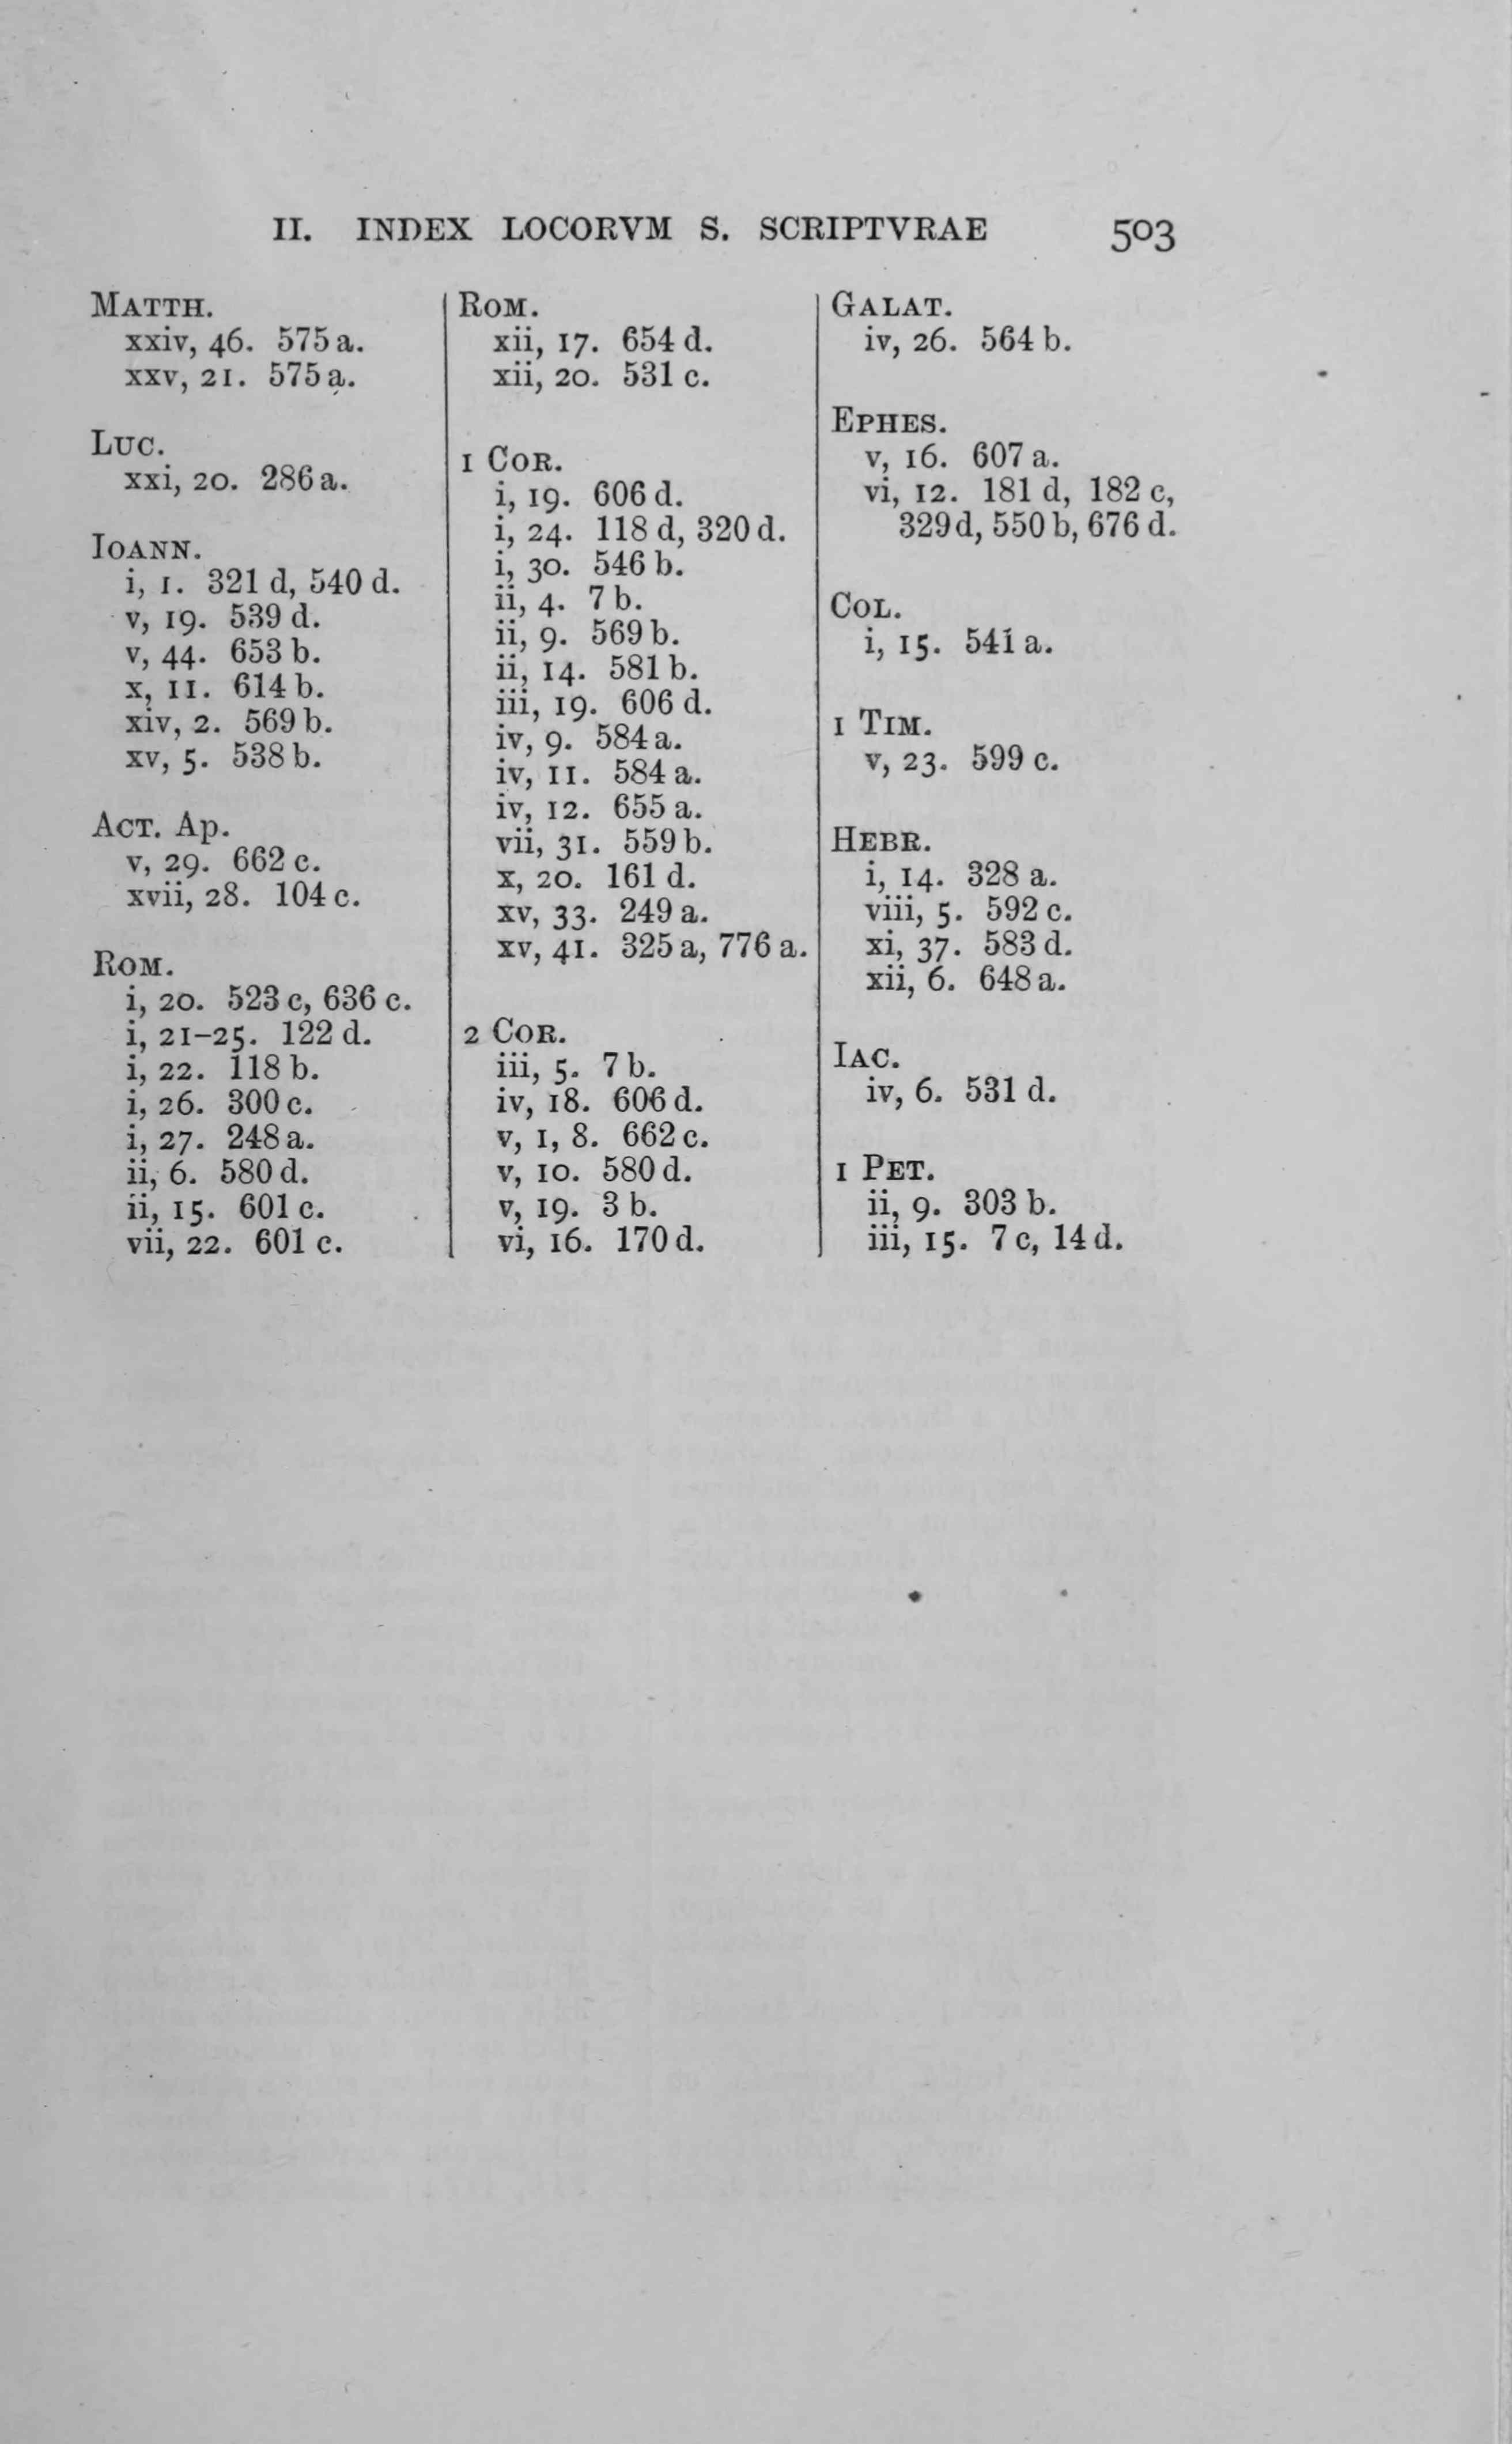 II. INDEX LOCORVM S. SCRIPTVRAE 503
MATTH.
xxiv, 46. 575 a.
xxv, 21. 575 a.
LUC.
xxi, 20. 286 a.
IOANN.
i, 1. 321 d, 540 d.
v, 19. 539 d.
v, 44. 653 b.
x, 11. 614 b.
xiv, 2. 569 b.
xv, 5. 538 b.
ACT. Ap.
v, 29. 662 c.
xvii, 28. 104 c.
ROM.
i, 20. 523 c, 636 c.
i, 21–25. 122 d.
i, 22. 118 b.
i, 26. 300 c.
i, 27. 248 a.
ii, 6. 580 d.
ii, 15. 601 c.
vii, 22. 601 c.
ROM.
xii, 17. 654 d.
xii, 20. 531 c.
1 COR.
i, 19. 606 d.
i, 24. 118 d, 320 d.
i, 30. 546 b.
ii, 4. 7 b.
ii, 9. 569 b.
ii, 14. 581 b.
iii, 19. 606 d.
iv, 9. 584 a.
iv, 11. 584 a.
iv, 12. 655 a.
vii, 31. 559 b.
x, 20. 161 d.
xv, 33. 249 a.
xv, 41. 325 a, 776 a.
2 COR.
iii, 5. 7 b.
iv, 18. 606 d.
v, 1, 8. 662 c.
v, 10. 580 d.
v, 19. 3 b.
vi, 16. 170 d.
GALAT.
iv, 26. 564 b.
EPHES.
v, 16. 607 a.
vi, 12. 181 d, 182 c,
329 d, 550 b, 676 d.
COL.
i, 15. 541 a.
1 TIM.
v, 23. 599 c.
HEBR.
i, 14. 328 a.
viii, 5. 592 c.
xi, 37. 583 d.
xii, 6. 648 a.
IAC.
iv, 6. 531 d.
1 PET.
ii, 9. 303 b.
iii, 15. 7 c, 14 d.